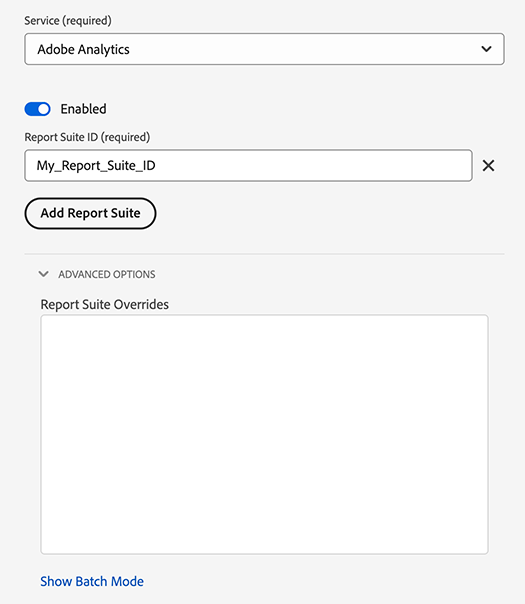 Service (required)
Adobe Analytics
Enabled
Report Suite ID (required)
My_Report_Suite_ID
Add Report Suite
ADVANCED OPTIONS
Report Suite Overrides
Show Batch Mode